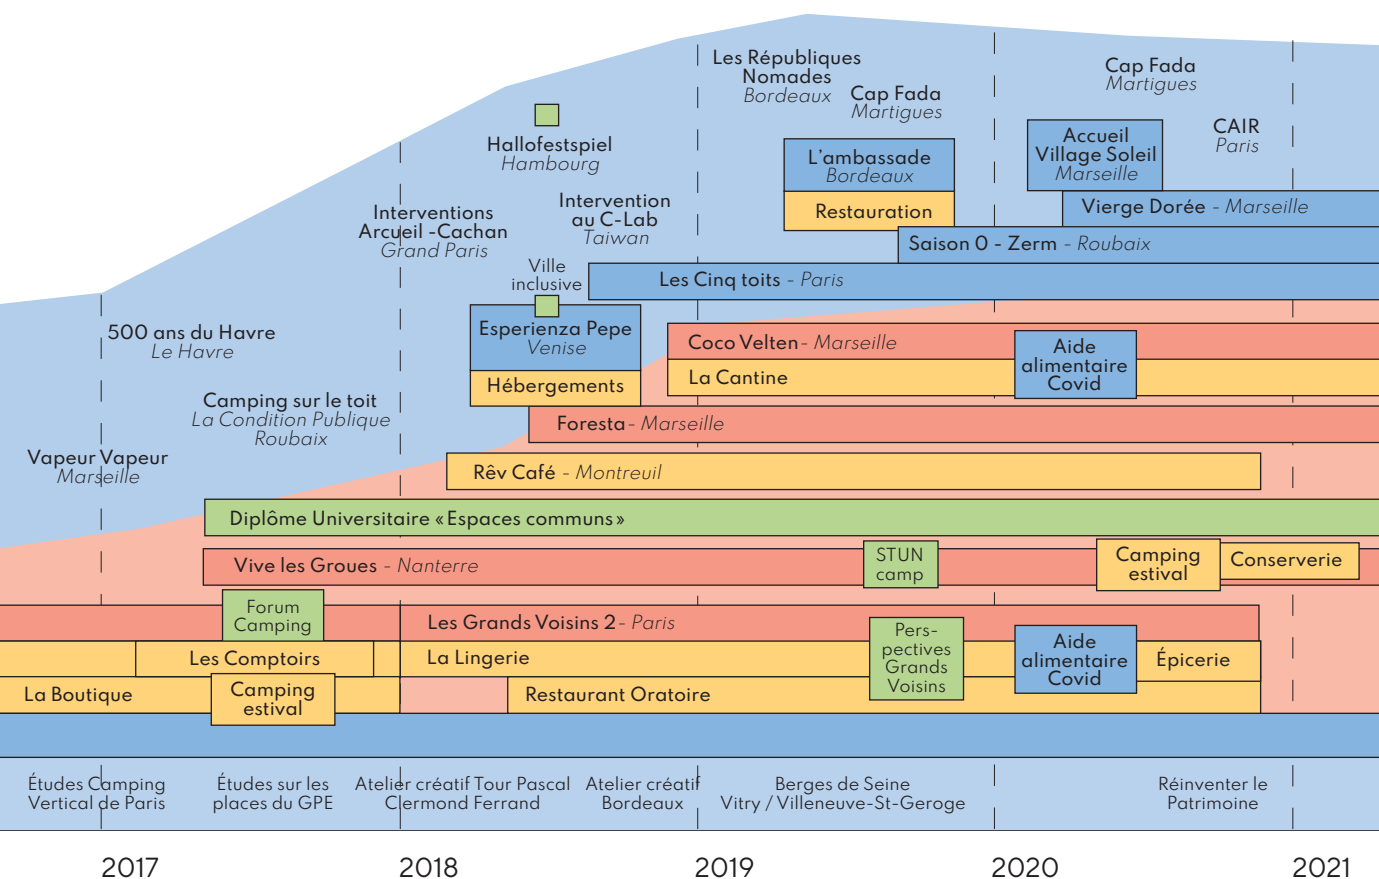 Les Républiques
Nomades
Bordeaux
Cap Fada
Martigues
Cap Fada
Martigues
CAIR
Paris
Hallofestspiel
Hambourg
L'ambassade
Bordeaux
Restauration
Accueil
Village Soleil
Marseille
Vierge Dorée - Marseille
Interventions
Arcueil -Cachan
Grand Paris
Intervention
au C-Lab
Taiwan
Saison 0 - Zerm - Roubaix
Ville
inclusive
Les Cinq toits - Paris
500 ans du Havre
Le Havre
Esperienza Pepe
Venise
Hébergements
Coco Velten- Marseille
La Cantine
Aide
alimentaire
Covid
Camping sur le toit
La Condition Publique
Roubaix
Foresta- Marseille
Vapeur Vapeur
Marseille
Rêv Café - Montreuil
Diplôme Universitaire «Espaces communs»
Vive les Groues - Nanterre
STUN
camp
Camping
estival
Conserverie
Forum
Camping
Les Grands Voisins 2- Paris
Pers-
pectives
Grands
Voisins
Les Comptoirs
La Lingerie
Aide
alimentaire
Covid
Épicerie
La Boutique
Camping
estival
Restaurant Oratoire
Études Camping
Vertical de Paris
Études sur les
places du GPE
Atelier créatif Tour Pascal
Clermond Ferrand
Atelier créatif
Bordeaux
Berges de Seine
Vitry / Villeneuve-St-Geroge
Réinventer le
Patrimoine
2017
2018
2019
2020
2021